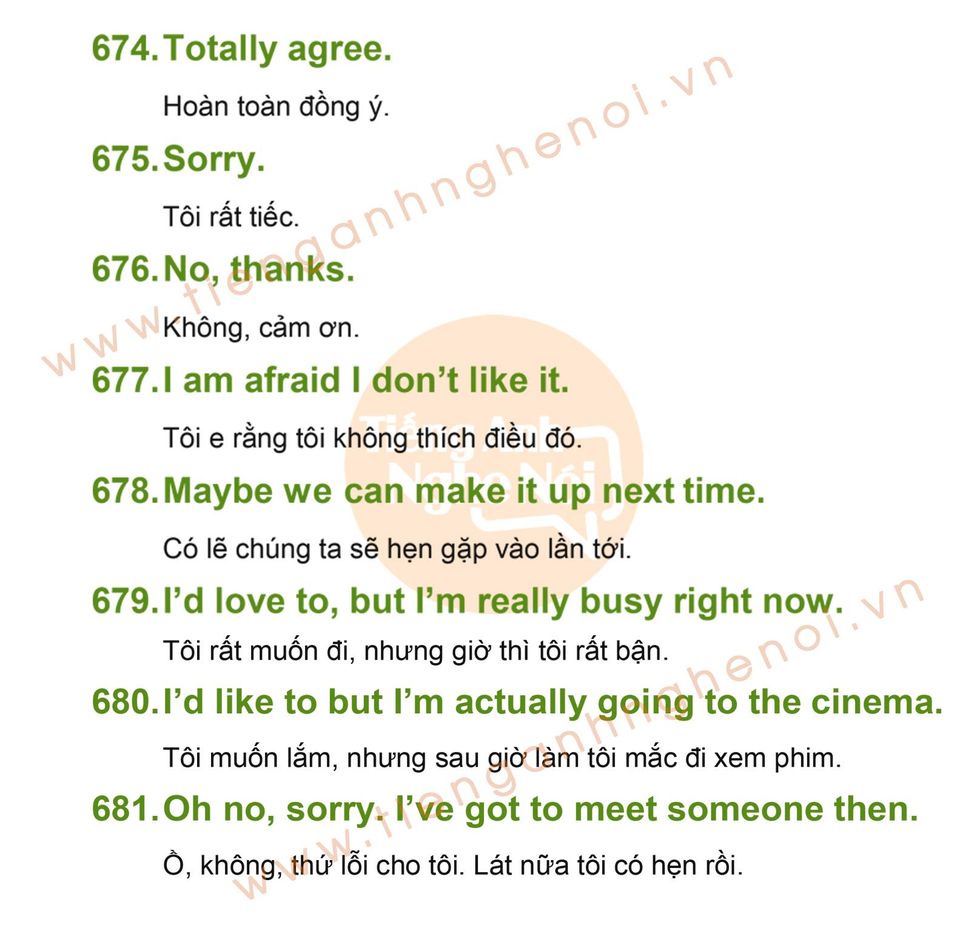 674. Totally agree.
Hoàn toàn đồng ý.
675. Sorry.
Tôi rất tiếc.
676. No, thanks.
Không, cảm ơn.
677. I am afraid I don’t like it.
Tôi e rằng tôi không thích điều đó.
678. Maybe we can make it up next time.
Có lẽ chúng ta sẽ hẹn gặp vào lần tới.
679. I’d love to, but I’m really busy right now.
Tôi rất muốn đi, nhưng giờ thì tôi rất bận.
680. I’d like to but I’m actually going to the cinema.
Tôi muốn lắm, nhưng sau giờ làm tôi mắc đi xem phim.
681. Oh no, sorry. I’ve got to meet someone then.
Ồ, không, thứ lỗi cho tôi. Lát nữa tôi có hẹn rồi.
www.tienganhnghenoi.vn
Tiếng Anh
Nghe Nói
www.tienganhnghenoi.vn